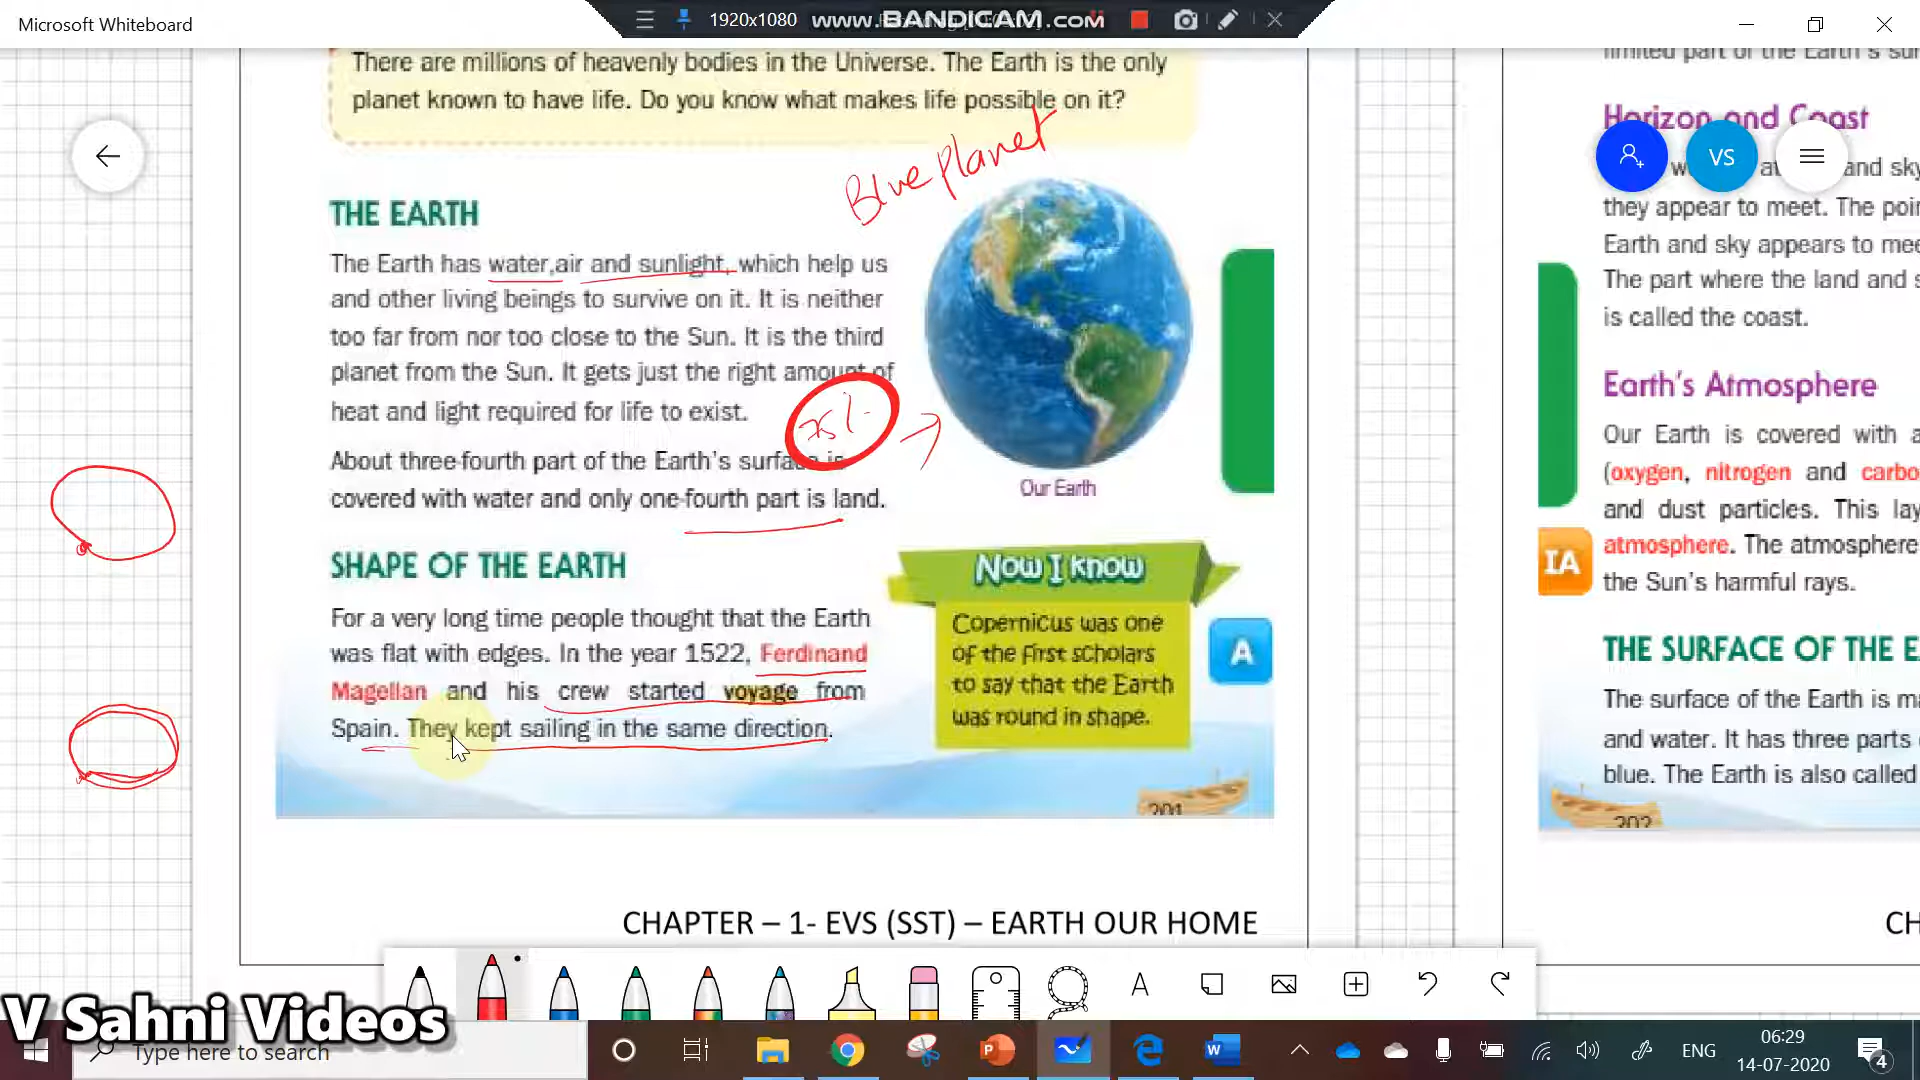 Microsoft Whiteboard
1920x1080
www.BANDICAM.com
There are millions of heavenly bodies in the Universe. The Earth is the only
planet known to have life. Do you know what makes life possible on it?
Blue Planet
THE EARTH
The Earth has water,air and sunlight, which help us
and other living beings to survive on it. It is neither
too far from nor too close to the Sun. It is the third
planet from the Sun. It gets just the right amount of
heat and light required for life to exist.
75%
About three-fourth part of the Earth's surface is
covered with water and only one-fourth part is land.
Our Earth
SHAPE OF THE EARTH
For a very long time people thought that the Earth
was flat with edges. In the year 1522, Ferdinand
Magellan and his crew started voyage from
Spain. They kept sailing in the same direction.
Now I know
Copernicus was one
of the first scholars
to say that the Earth
was round in shape.
A
201
CHAPTER – 1- EVS (SST) – EARTH OUR HOME
limited part of the Earth's
Horizon and Coast
VS
and sky
they appear to meet. The
Earth and sky appears to
The part where the land and
is called the coast.
Earth's Atmosphere
Our Earth is covered with
(oxygen, nitrogen and
and dust particles. This
IA
atmosphere. The atmosphere
the Sun's harmful rays.
THE SURFACE OF THE
The surface of the Earth is
and water. It has three parts
blue. The Earth is also called
202
CH
A
V Sahni Videos
Type here to search
ENG
06:29
14-07-2020
4